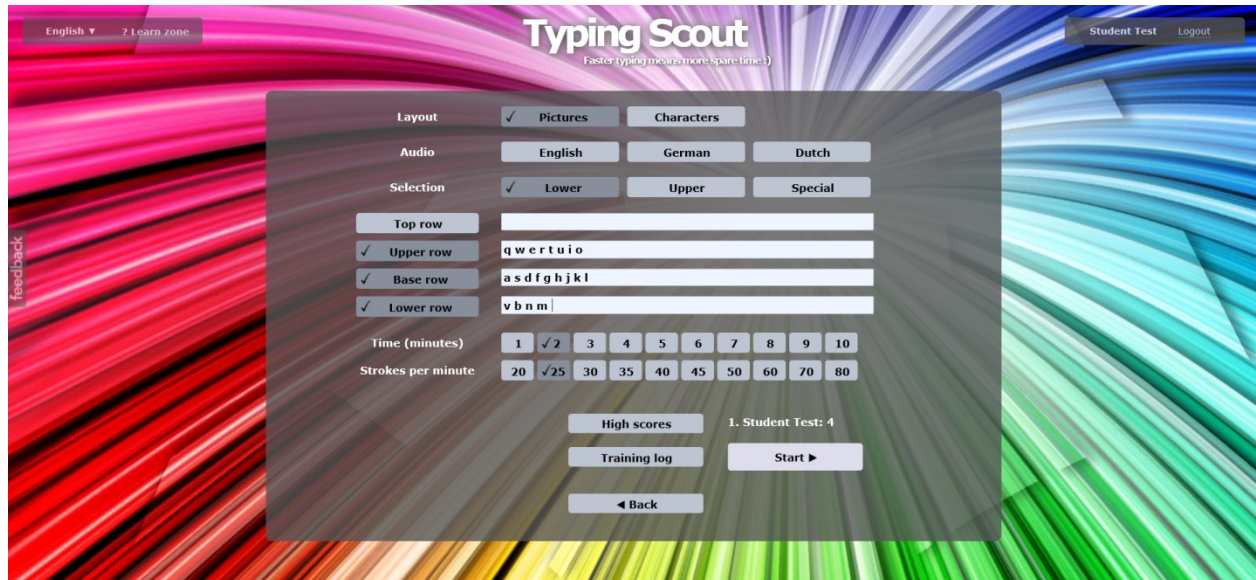 English ▼ ? Learn zone
Typing Scout
Faster typing means more spare time :)
Student Test Logout
feedback
Layout ✓ Pictures Characters
Audio English German Dutch
Selection ✓ Lower Upper Special
Top row
✓ Upper row q w e r t u i o
✓ Base row a s d f g h j k l
✓ Lower row v b n m
Time (minutes) 1 ✓2 3 4 5 6 7 8 9 10
Strokes per minute 20 ✓25 30 35 40 45 50 60 70 80
High scores 1. Student Test: 4
Training log Start ▶
◀ Back